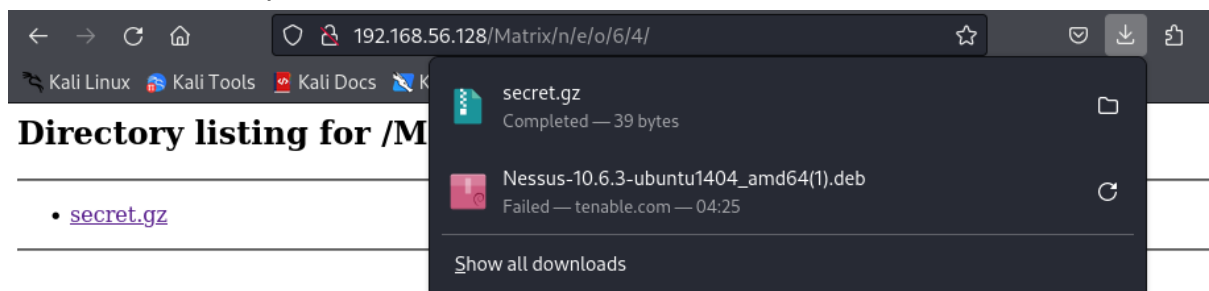 192.168.56.128/Matrix/n/e/o/6/4/
Kali Linux Kali Tools Kali Docs K
secret.gz
Completed — 39 bytes
Directory listing for /M
Nessus-10.6.3-ubuntu1404_amd64(1).deb
Failed — tenable.com — 04:25
secret.gz
Show all downloads